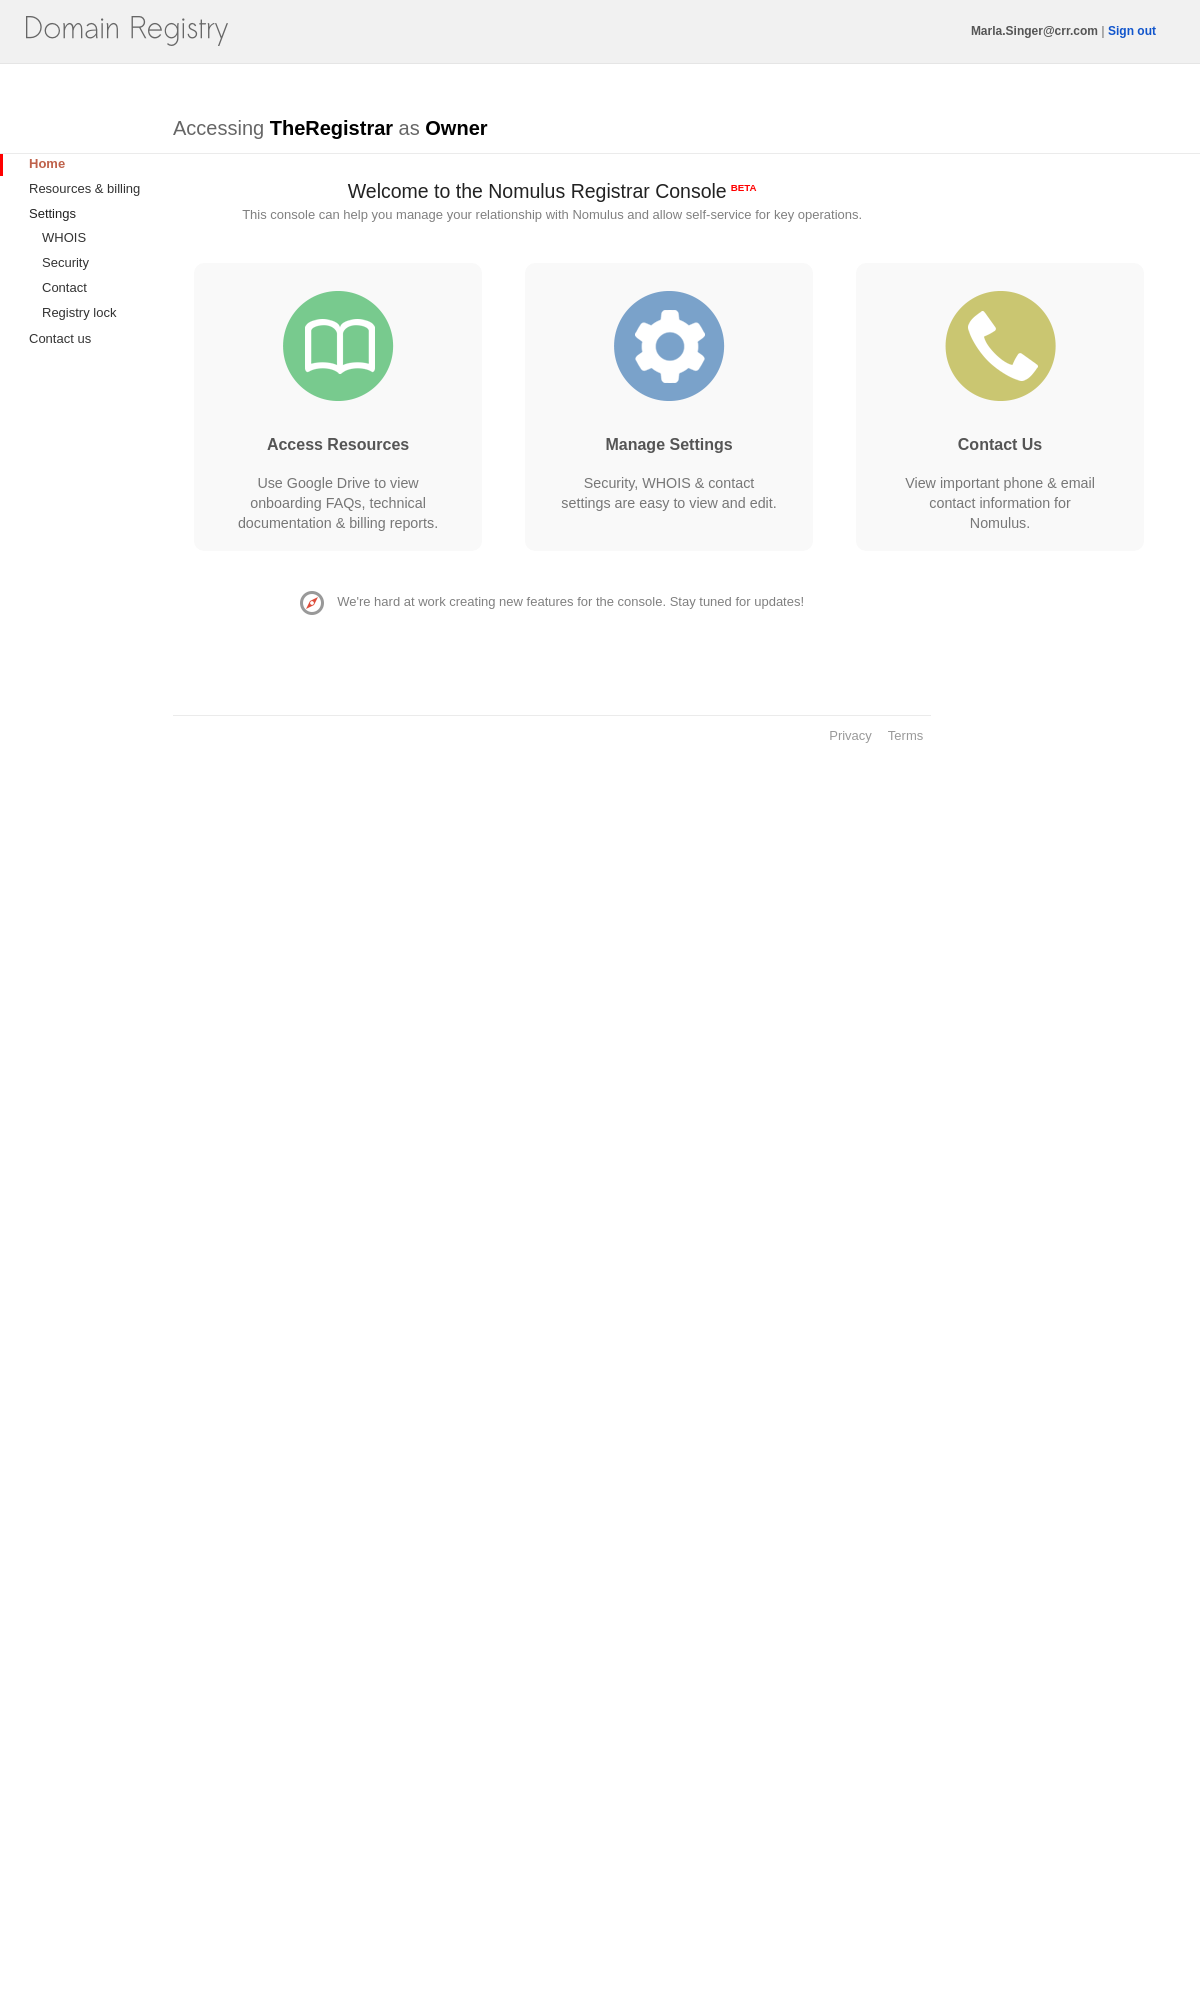 Domain Registry
Marla.Singer@crr.com | Sign out
Accessing TheRegistrar as Owner
Home
Resources & billing
Settings
WHOIS
Security
Contact
Registry lock
Contact us
Welcome to the Nomulus Registrar Console BETA
This console can help you manage your relationship with Nomulus and allow self-service for key operations.
Access Resources
Use Google Drive to view
onboarding FAQs, technical
documentation & billing reports.
Manage Settings
Security, WHOIS & contact
settings are easy to view and edit.
Contact Us
View important phone & email
contact information for
Nomulus.
We're hard at work creating new features for the console. Stay tuned for updates!
Privacy Terms